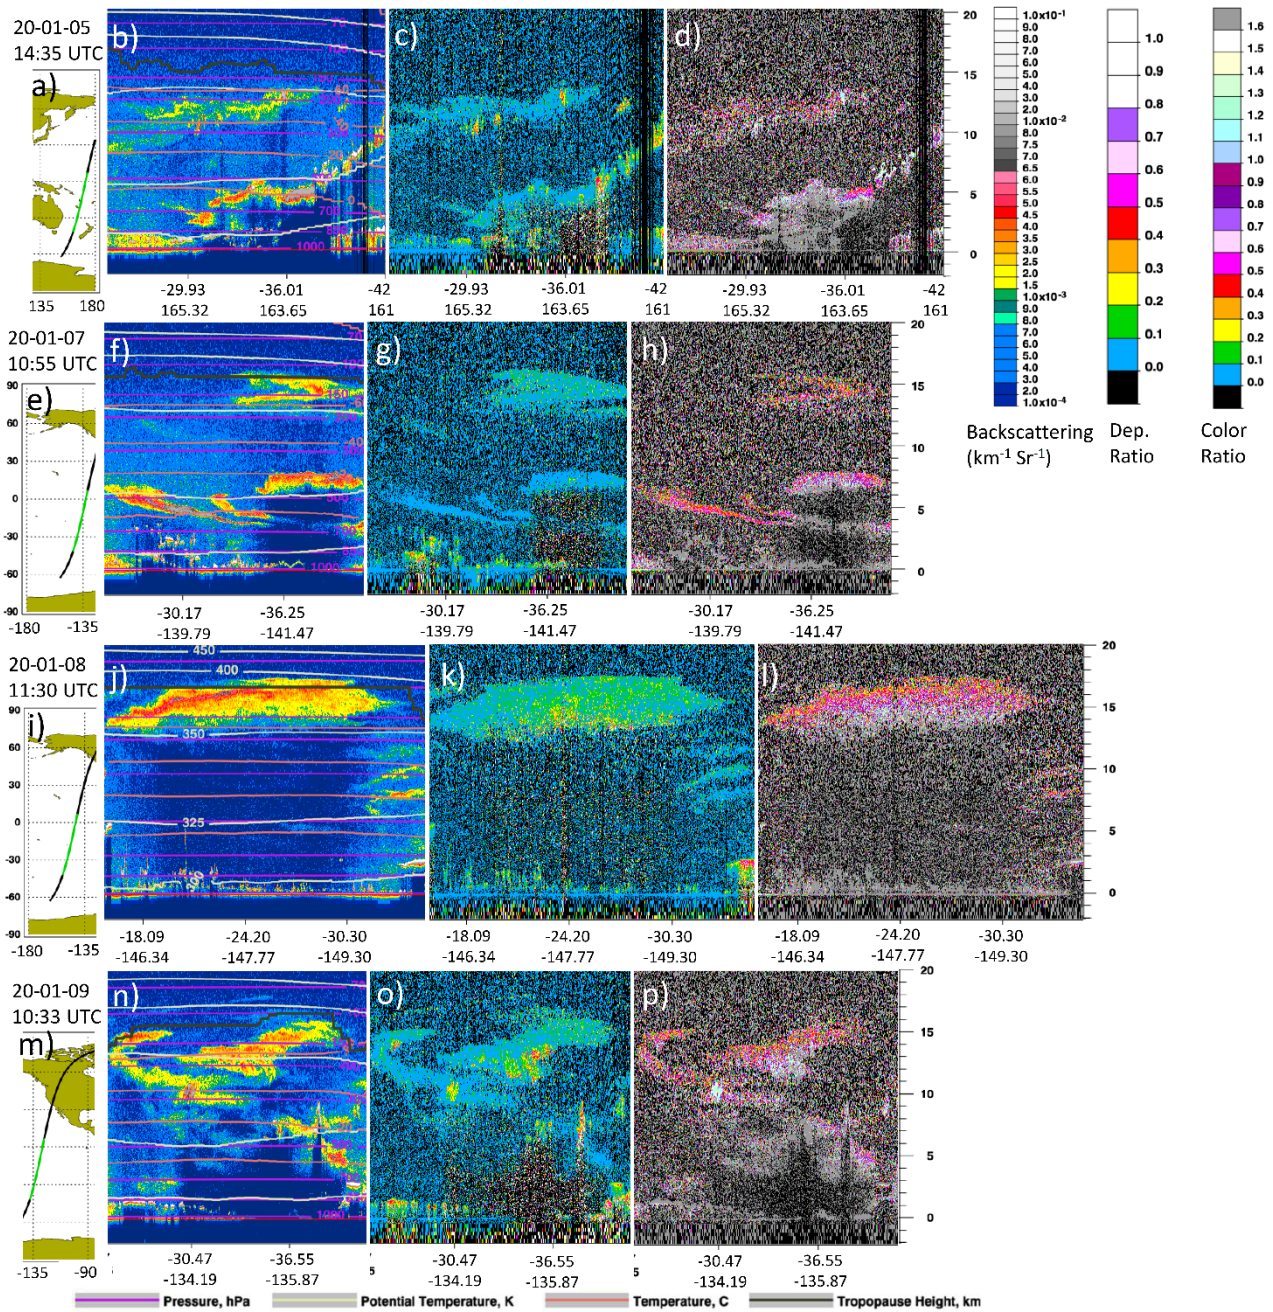 20-01-05
14:35 UTC
a)
135 180
b)
c)
d)
20
15
10
5
0
-29.93 -36.01 -42
165.32 163.65 161
-29.93 -36.01 -42
165.32 163.65 161
-29.93 -36.01 -42
165.32 163.65 161
1.0x10-1
9.0
8.0
7.0
6.0
5.0
4.0
3.0
2.0
1.0x10-2
8.0
7.5
7.0
6.5
6.0
5.5
5.0
4.5
4.0
3.5
3.0
2.5
2.0
1.5
1.0x10-3
9.0
8.0
7.0
6.0
5.0
4.0
3.0
2.0
1.0x10-4
Backscattering
(km-1 Sr-1)
1.0
0.9
0.8
0.7
0.6
0.5
0.4
0.3
0.2
0.1
0.0
Dep.
Ratio
1.6
1.5
1.4
1.3
1.2
1.1
1.0
0.9
0.8
0.7
0.6
0.5
0.4
0.3
0.2
0.1
0.0
Color
Ratio
700
1000
20-01-07
10:55 UTC
e)
90
60
30
0
-30
-60
-90
-180 -135
f)
g)
h)
20
15
10
5
0
-30.17 -36.25
-139.79 -141.47
-30.17 -36.25
-139.79 -141.47
-30.17 -36.25
-139.79 -141.47
1000
20-01-08
11:30 UTC
i)
90
60
30
0
-30
-60
-90
-180 -135
j)
450
400
350
325
300
k)
l)
20
15
10
5
0
-18.09 -24.20 -30.30
-146.34 -147.77 -149.30
-18.09 -24.20 -30.30
-146.34 -147.77 -149.30
-18.09 -24.20 -30.30
-146.34 -147.77 -149.30
20-01-09
10:33 UTC
m)
-135 -90
n)
o)
p)
20
15
10
5
0
1000
-30.47 -36.55
-134.19 -135.87
5 -30.47 -36.55
-134.19 -135.87
5 -30.47 -36.55
-134.19 -135.87
Pressure, hPa Potential Temperature, K Temperature, C Tropopause Height, km